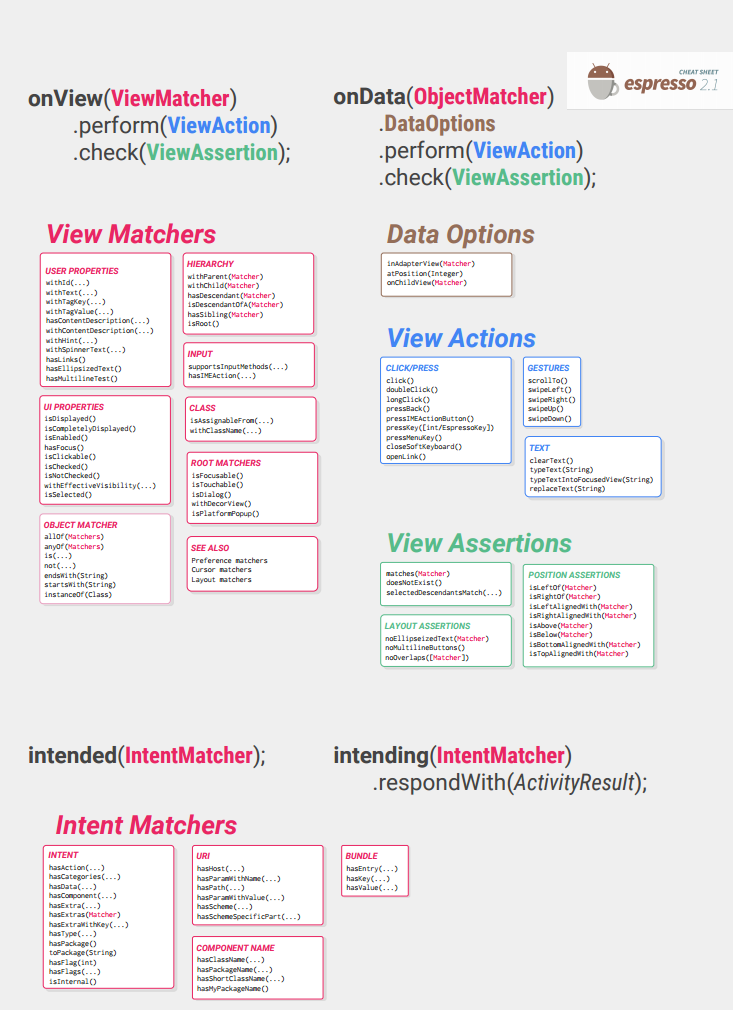 CHEAT SHEET
espresso 2.1
onView(ViewMatcher)
.perform(ViewAction)
.check(ViewAssertion);
onData(ObjectMatcher)
.DataOptions
.perform(ViewAction)
.check(ViewAssertion);
View Matchers
USER PROPERTIES
withId(...)
withText(...)
withTagKey(...)
withTagValue(...)
hasContentDescription(...)
withContentDescription(...)
withHint(...)
withSpinnerText(...)
hasLinks()
hasEllipsizedText()
hasMultilineTest()
UI PROPERTIES
isDisplayed()
isCompletelyDisplayed()
isEnabled()
hasFocus()
isClickable()
isChecked()
isNotChecked()
withEffectiveVisibility(...)
isSelected()
OBJECT MATCHER
allOf(Matchers)
anyOf(Matchers)
is(...)
not(...)
endsWith(String)
startsWith(String)
instanceOf(Class)
HIERARCHY
withParent(Matcher)
withChild(Matcher)
hasDescendant(Matcher)
isDescendantOfA(Matcher)
hasSibling(Matcher)
isRoot()
INPUT
supportsInputMethods(...)
hasIMEAction(...)
CLASS
isAssignableFrom(...)
withClassName(...)
ROOT MATCHERS
isFocusable()
isTouchable()
isDialog()
withDecorView()
isPlatformPopup()
SEE ALSO
Preference matchers
Cursor matchers
Layout matchers
Data Options
inAdapterView(Matcher)
atPosition(Integer)
onChildView(Matcher)
View Actions
CLICK/PRESS
click()
doubleClick()
longClick()
pressBack()
pressIMEActionButton()
pressKey([int/EspressoKey])
pressMenuKey()
closeSoftKeyboard()
openLink()
GESTURES
scrollTo()
swipeLeft()
swipeRight()
swipeUp()
swipeDown()
TEXT
clearText()
typeText(String)
typeTextIntoFocusedView(String)
replaceText(String)
View Assertions
matches(Matcher)
doesNotExist()
selectedDescendantsMatch(...)
LAYOUT ASSERTIONS
noEllipseizedText(Matcher)
noMultilineButtons()
noOverlaps([Matcher])
POSITION ASSERTIONS
isLeftOf(Matcher)
isRightOf(Matcher)
isLeftAlignedWith(Matcher)
isRightAlignedWith(Matcher)
isAbove(Matcher)
isBelow(Matcher)
isBottomAlignedWith(Matcher)
isTopAlignedWith(Matcher)
intended(IntentMatcher);
intending(IntentMatcher)
.respondWith(ActivityResult);
Intent Matchers
INTENT
hasAction(...)
hasCategories(...)
hasData(...)
hasComponent(...)
hasExtra(...)
hasExtras(Matcher)
hasExtraWithKey(...)
hasType(...)
hasPackage()
toPackage(String)
hasFlag(int)
hasFlags(...)
isInternal()
URI
hasHost(...)
hasParamWithName(...)
hasPath(...)
hasParamWithValue(...)
hasScheme(...)
hasSchemeSpecificPart(...)
COMPONENT NAME
hasClassName(...)
hasPackageName(...)
hasShortClassName(...)
hasMyPackageName()
BUNDLE
hasEntry(...)
hasKey(...)
hasValue(...)